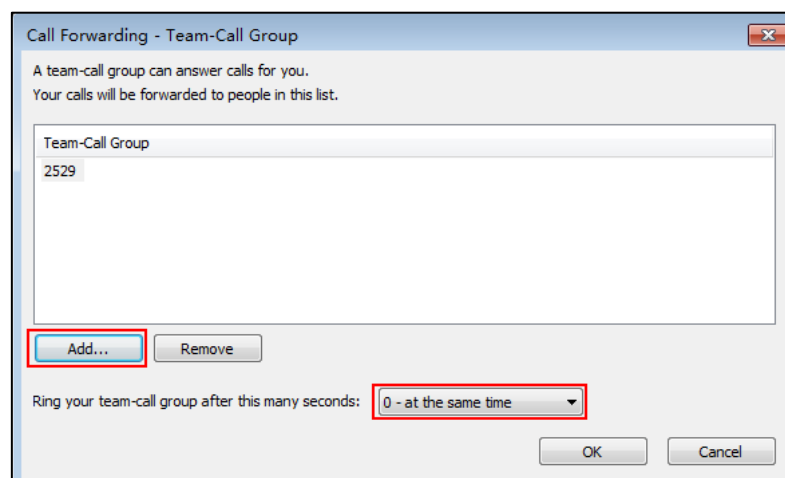 Call Forwarding - Team-Call Group
A team-call group can answer calls for you.
Your calls will be forwarded to people in this list.
Team-Call Group
2529
Add... Remove
Ring your team-call group after this many seconds: 0 - at the same time
OK Cancel